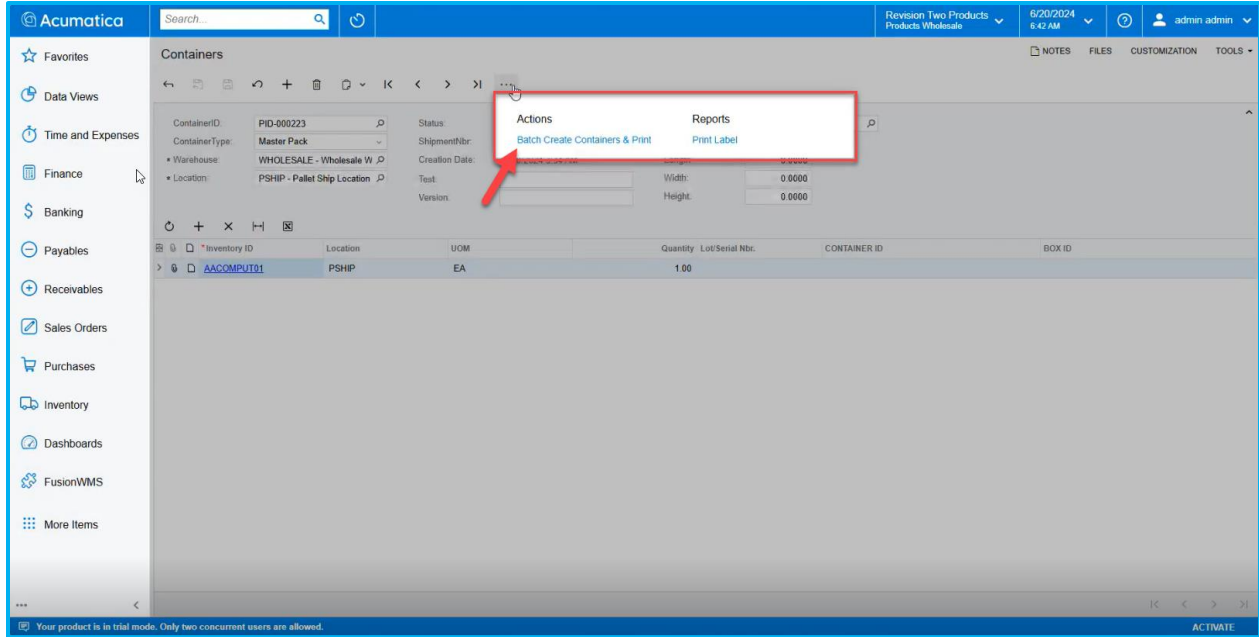 Acumatica
Search...
Revision Two Products
Products Wholesale
6/20/2024
6:42 AM
admin admin
Favorites
Data Views
Time and Expenses
Finance
Banking
Payables
Receivables
Sales Orders
Purchases
Inventory
Dashboards
FusionWMS
More Items
Containers
NOTES FILES CUSTOMIZATION TOOLS
ContainerID: PID-000223
ContainerType: Master Pack
* Warehouse: WHOLESALE - Wholesale W
* Location: PSHIP - Pallet Ship Location
Status:
ShipmentNbr:
Creation Date:
Test:
Version:
Actions Reports
Batch Create Containers & Print Print Label
Length: 0.0000
Width: 0.0000
Height: 0.0000
* Inventory ID Location UOM Quantity Lot/Serial Nbr. CONTAINER ID BOX ID
AACOMPUT01 PSHIP EA 1.00
Your product is in trial mode. Only two concurrent users are allowed. ACTIVATE